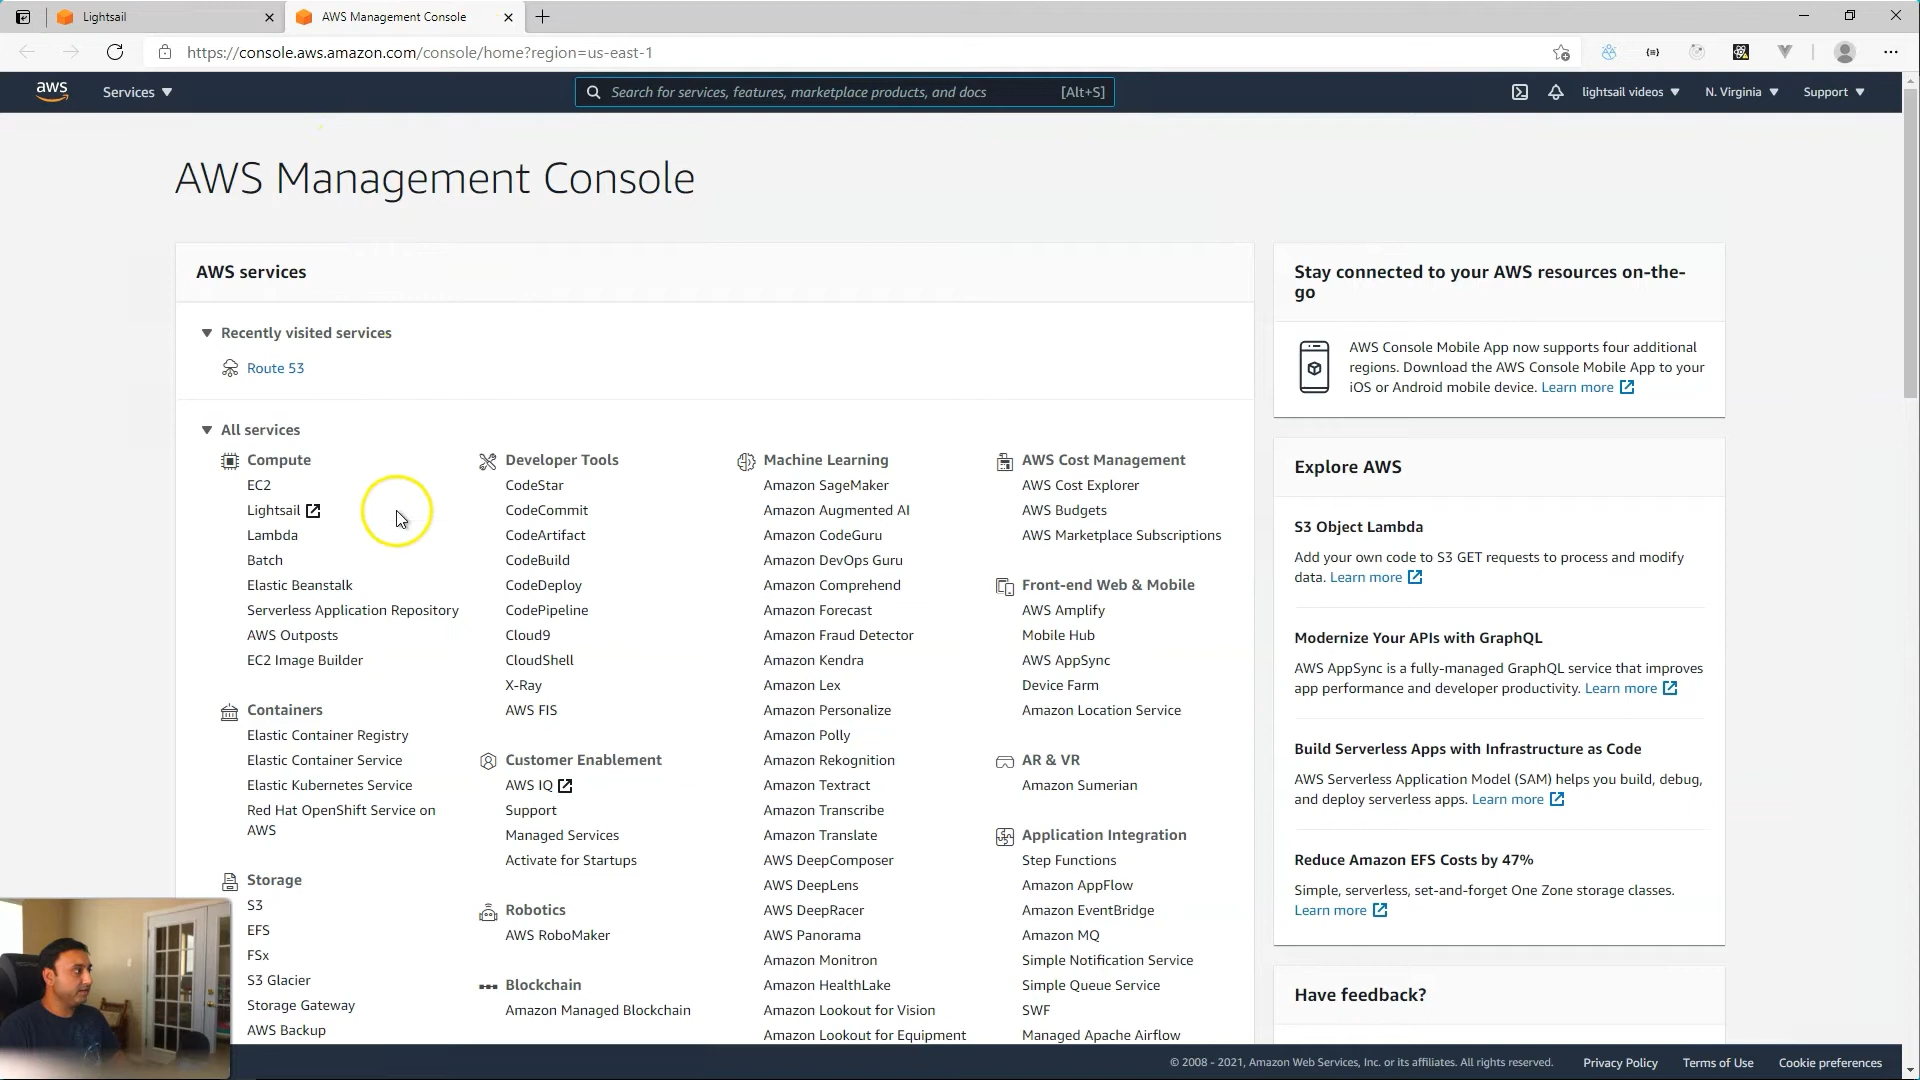 Lightsail
AWS Management Console
https://console.aws.amazon.com/console/home?region=us-east-1
aws
Services
Search for services, features, marketplace products, and docs [Alt+S]
lightsail videos
N. Virginia
Support
AWS Management Console
AWS services
Recently visited services
Route 53
All services
Compute
EC2
Lightsail
Lambda
Batch
Elastic Beanstalk
Serverless Application Repository
AWS Outposts
EC2 Image Builder
Containers
Elastic Container Registry
Elastic Container Service
Elastic Kubernetes Service
Red Hat OpenShift Service on
AWS
Storage
S3
EFS
FSx
S3 Glacier
Storage Gateway
AWS Backup
Developer Tools
CodeStar
CodeCommit
CodeArtifact
CodeBuild
CodeDeploy
CodePipeline
Cloud9
CloudShell
X-Ray
AWS FIS
Customer Enablement
AWS IQ
Support
Managed Services
Activate for Startups
Robotics
AWS RoboMaker
Blockchain
Amazon Managed Blockchain
Machine Learning
Amazon SageMaker
Amazon Augmented AI
Amazon CodeGuru
Amazon DevOps Guru
Amazon Comprehend
Amazon Forecast
Amazon Fraud Detector
Amazon Kendra
Amazon Lex
Amazon Personalize
Amazon Polly
Amazon Rekognition
Amazon Textract
Amazon Transcribe
Amazon Translate
AWS DeepComposer
AWS DeepLens
AWS DeepRacer
AWS Panorama
Amazon Monitron
Amazon HealthLake
Amazon Lookout for Vision
Amazon Lookout for Equipment
AWS Cost Management
AWS Cost Explorer
AWS Budgets
AWS Marketplace Subscriptions
Front-end Web & Mobile
AWS Amplify
Mobile Hub
AWS AppSync
Device Farm
Amazon Location Service
AR & VR
Amazon Sumerian
Application Integration
Step Functions
Amazon AppFlow
Amazon EventBridge
Amazon MQ
Simple Notification Service
Simple Queue Service
SWF
Managed Apache Airflow
Stay connected to your AWS resources on-the-
go
AWS Console Mobile App now supports four additional
regions. Download the AWS Console Mobile App to your
iOS or Android mobile device. Learn more
Explore AWS
S3 Object Lambda
Add your own code to S3 GET requests to process and modify
data. Learn more
Modernize Your APIs with GraphQL
AWS AppSync is a fully-managed GraphQL service that improves
app performance and developer productivity. Learn more
Build Serverless Apps with Infrastructure as Code
AWS Serverless Application Model (SAM) helps you build, debug,
and deploy serverless apps. Learn more
Reduce Amazon EFS Costs by 47%
Simple, serverless, set-and-forget One Zone storage classes.
Learn more
Have feedback?
© 2008 - 2021, Amazon Web Services, Inc. or its affiliates. All rights reserved.
Privacy Policy
Terms of Use
Cookie preferences